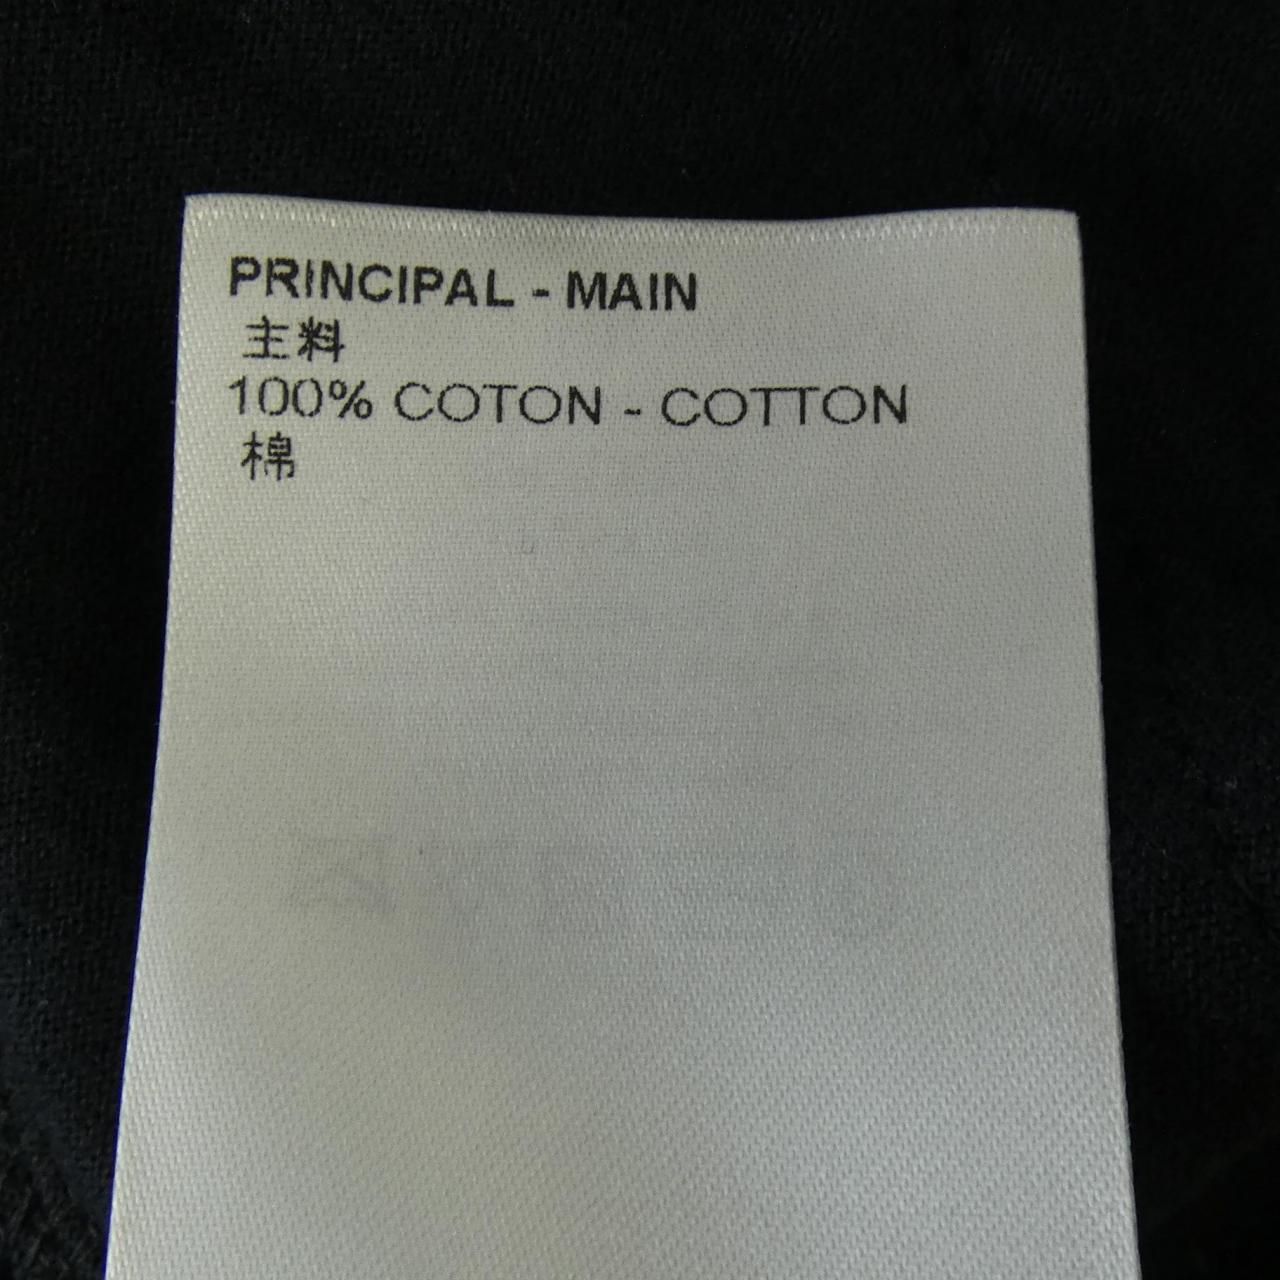 PRINCIPAL - MAIN
主料
100% COTON - COTTON
棉